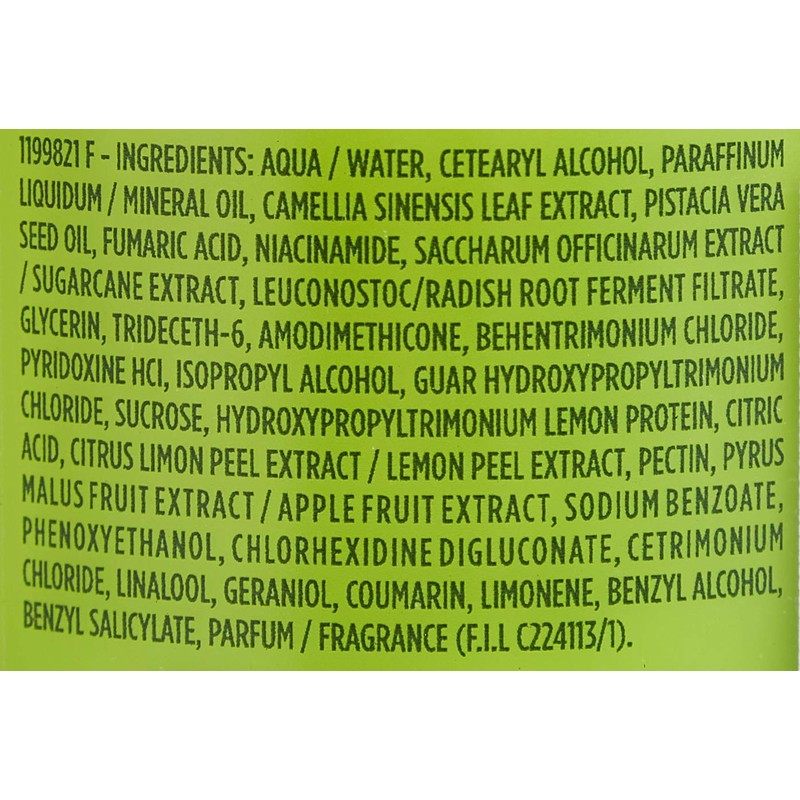 1199821 F - INGREDIENTS: AQUA / WATER, CETEARYL ALCOHOL, PARAFFINUM
LIQUIDUM / MINERAL OIL, CAMELLIA SINENSIS LEAF EXTRACT, PISTACIA VERA
SEED OIL, FUMARIC ACID, NIACINAMIDE, SACCHARUM OFFICINARUM EXTRACT
/ SUGARCANE EXTRACT, LEUCONOSTOC/RADISH ROOT FERMENT FILTRATE,
GLYCERIN, TRIDECETH-6, AMODIMETHICONE, BEHENTRIMONIUM CHLORIDE,
PYRIDOXINE HCl, ISOPROPYL ALCOHOL, GUAR HYDROXYPROPYLTRIMONIUM
CHLORIDE, SUCROSE, HYDROXYPROPYLTRIMONIUM LEMON PROTEIN, CITRIC
ACID, CITRUS LIMON PEEL EXTRACT / LEMON PEEL EXTRACT, PECTIN, PYRUS
MALUS FRUIT EXTRACT / APPLE FRUIT EXTRACT, SODIUM BENZOATE,
PHENOXYETHANOL, CHLORHEXIDINE DIGLUCONATE, CETRIMONIUM
CHLORIDE, LINALOOL, GERANIOL, COUMARIN, LIMONENE, BENZYL ALCOHOL,
BENZYL SALICYLATE, PARFUM / FRAGRANCE (F.I.L C224113/1).